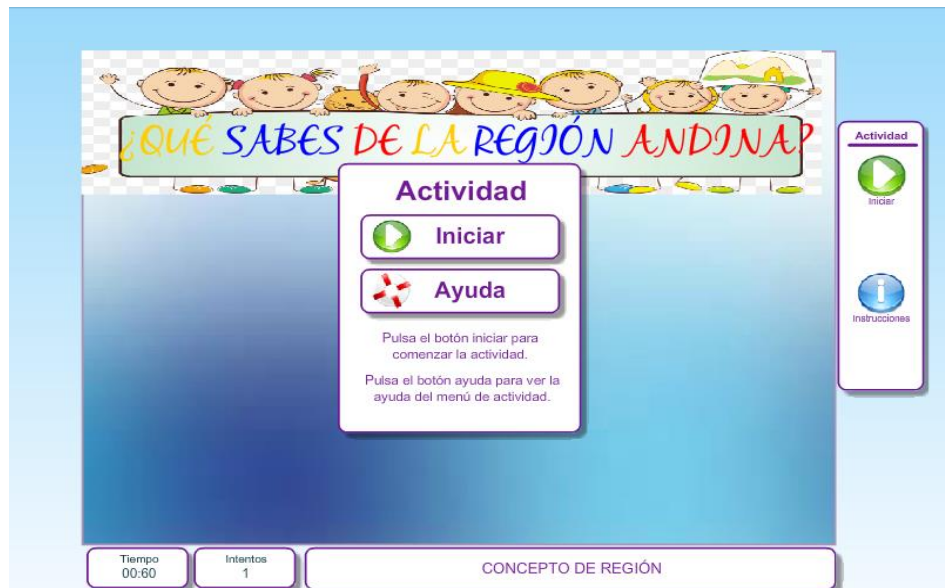 ¿QUÉ SABES DE LA REGIÓN ANDINA?
Actividad
Iniciar
Ayuda
Pulsa el botón iniciar para
comenzar la actividad.
Pulsa el botón ayuda para ver la
ayuda del menú de actividad.
Actividad
Iniciar
Instrucciones
Tiempo
00:60
Intentos
1
CONCEPTO DE REGIÓN